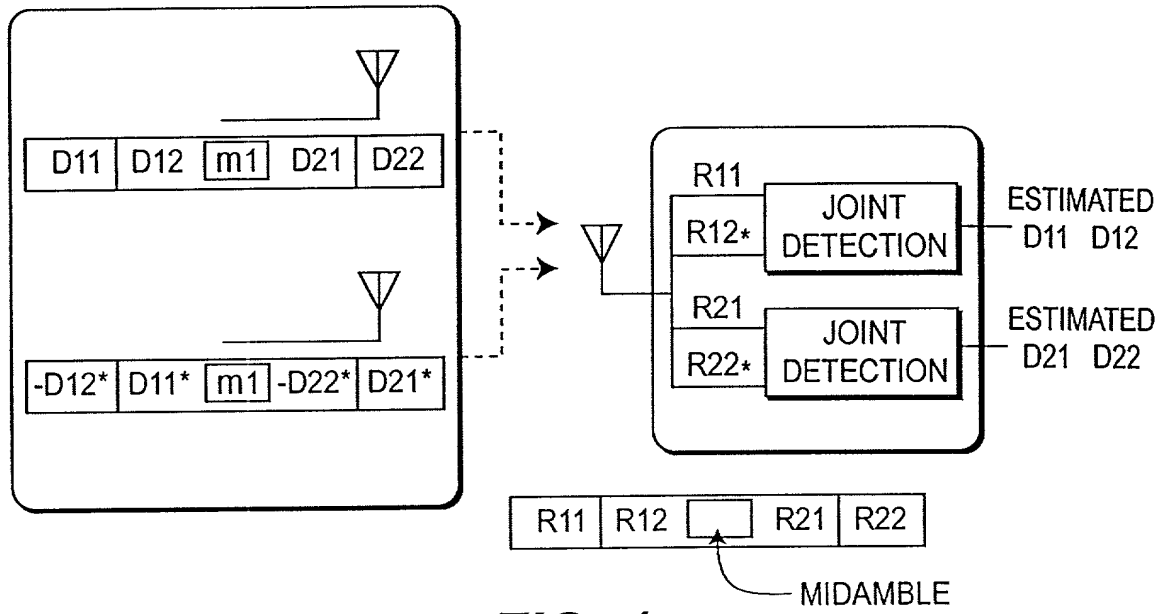 D11 D12 m1 D21 D22
-D12* D11* m1 -D22* D21*
R11
R12*
JOINT
DETECTION
ESTIMATED
D11 D12
R21
R22*
JOINT
DETECTION
ESTIMATED
D21 D22
R11 R12 R21 R22
MIDAMBLE